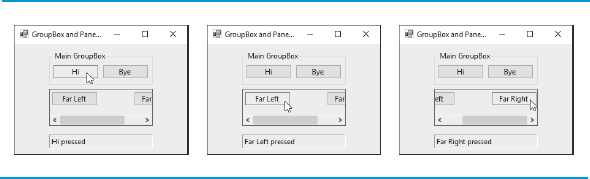 GroupBox and Pane...
Main GroupBox
Hi
Bye
Far Left
Far
Hi pressed
GroupBox and Pane...
Main GroupBox
Hi
Bye
Far Left
Far
Far Left pressed
GroupBox and Pane...
Main GroupBox
Hi
Bye
eft
Far Right
Far Right pressed